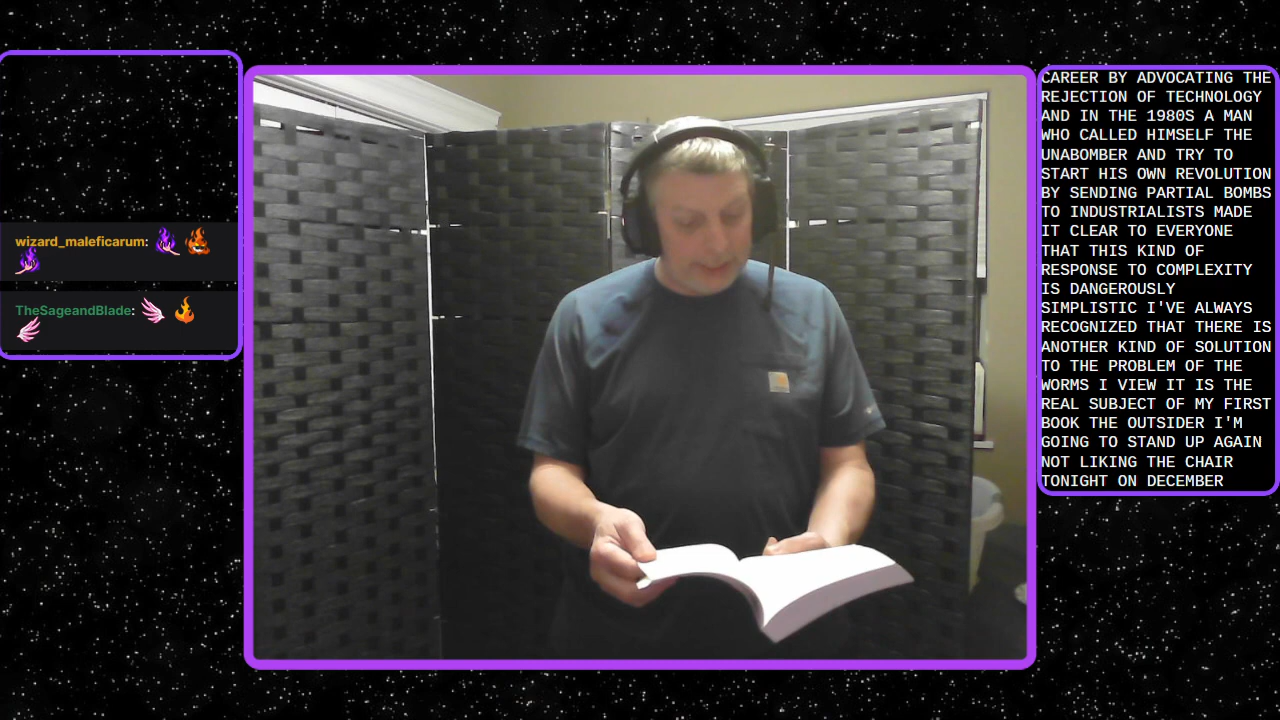 wizard_maleficarum:
TheSageandBlade:
CAREER BY ADVOCATING THE
REJECTION OF TECHNOLOGY
AND IN THE 1980S A MAN
WHO CALLED HIMSELF THE
UNABOMBER AND TRY TO
START HIS OWN REVOLUTION
BY SENDING PARTIAL BOMBS
TO INDUSTRIALISTS MADE
IT CLEAR TO EVERYONE
THAT THIS KIND OF
RESPONSE TO COMPLEXITY
IS DANGEROUSLY
SIMPLISTIC I'VE ALWAYS
RECOGNIZED THAT THERE IS
ANOTHER KIND OF SOLUTION
TO THE PROBLEM OF THE
WORMS I VIEW IT IS THE
REAL SUBJECT OF MY FIRST
BOOK THE OUTSIDER I'M
GOING TO STAND UP AGAIN
NOT LIKING THE CHAIR
TONIGHT ON DECEMBER